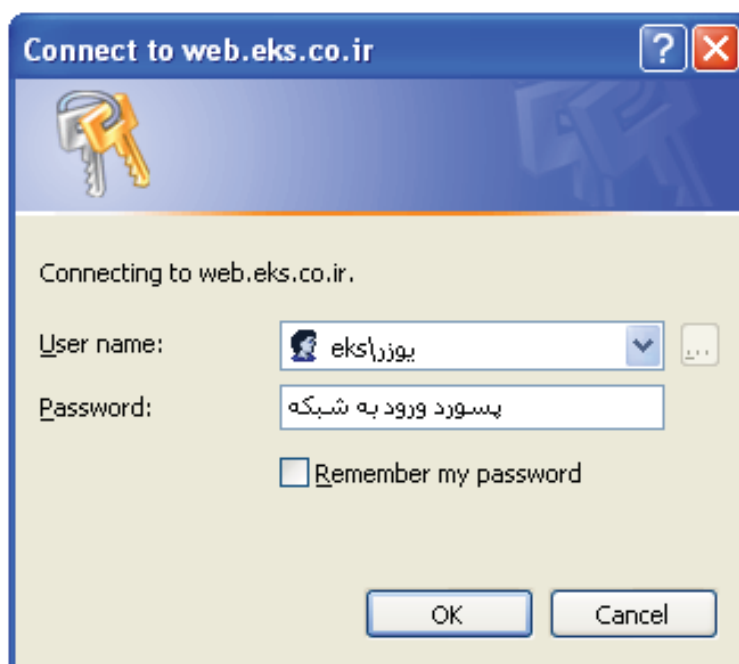 Connect to web.eks.co.ir
Connecting to web.eks.co.ir.
User name: eks\یوزر
...
Password: پسورد ورود به شبکه
Remember my password
OK Cancel